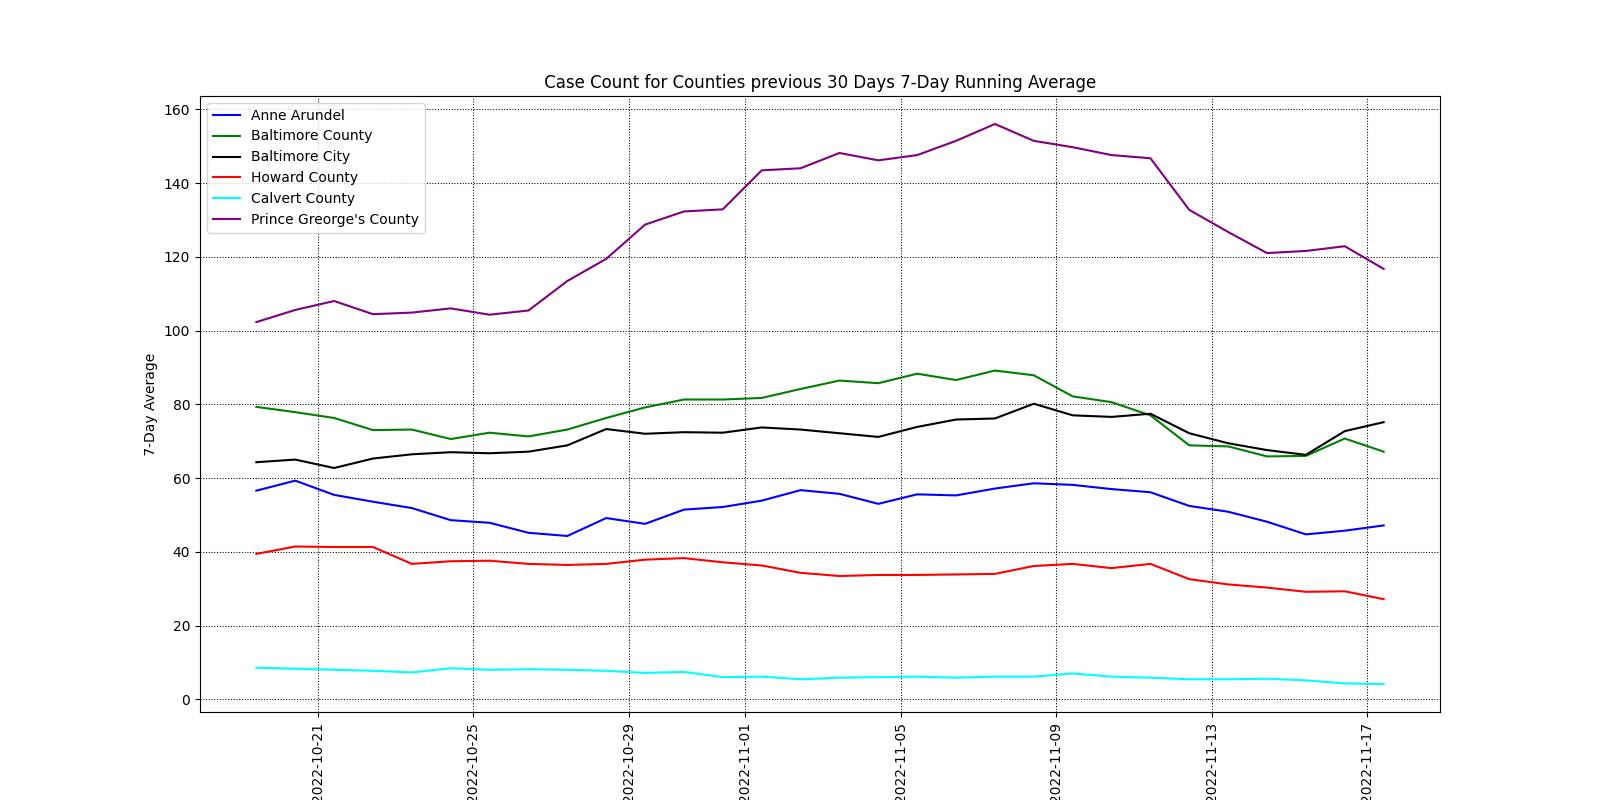 Case Count for Counties previous 30 Days 7-Day Running Average
160
140
120
100
80
60
40
20
0
7-Day Average
Anne Arundel
Baltimore County
Baltimore City
Howard County
Calvert County
Prince Greorge's County
2022-10-21
2022-10-25
2022-10-29
2022-11-01
2022-11-05
2022-11-09
2022-11-13
2022-11-17